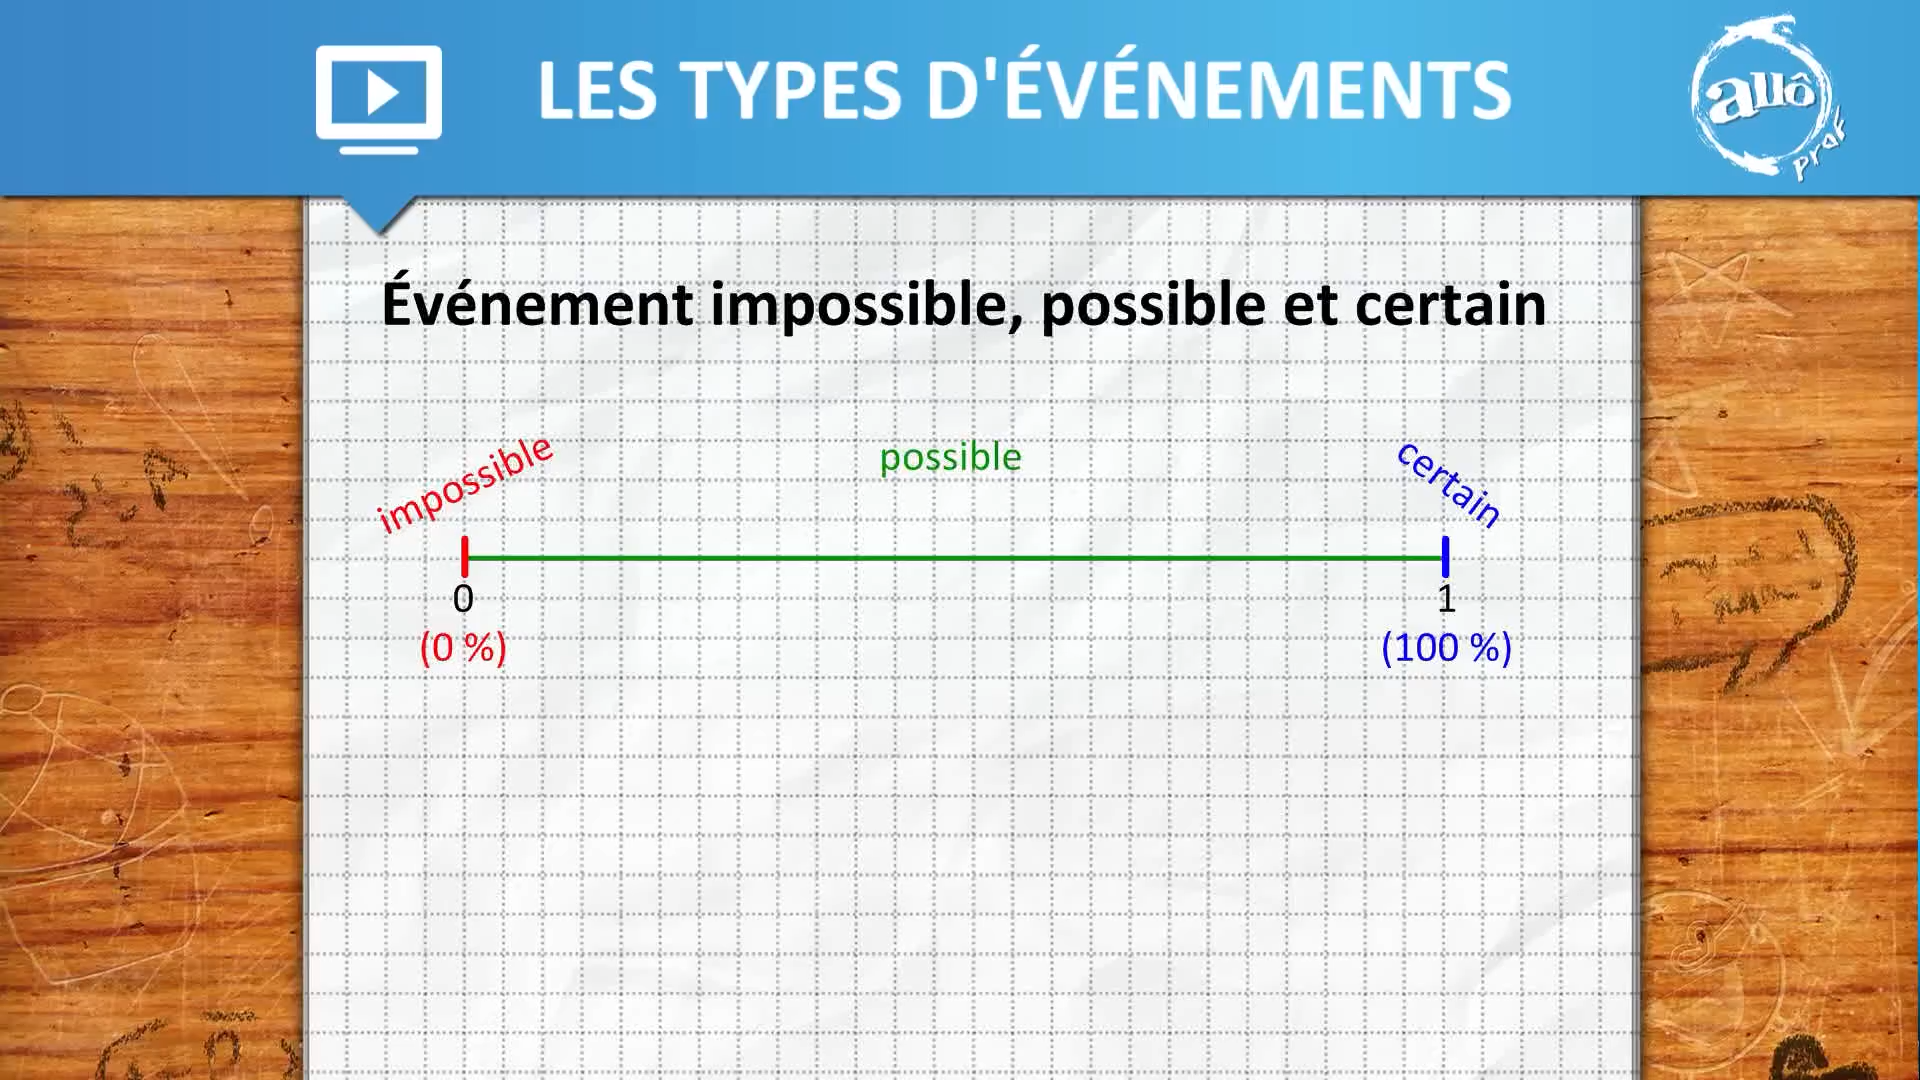 LES TYPES D'ÉVÉNEMENTS
allô
prof
Événement impossible, possible et certain
impossible
possible
certain
0
1
(0 %)
(100 %)